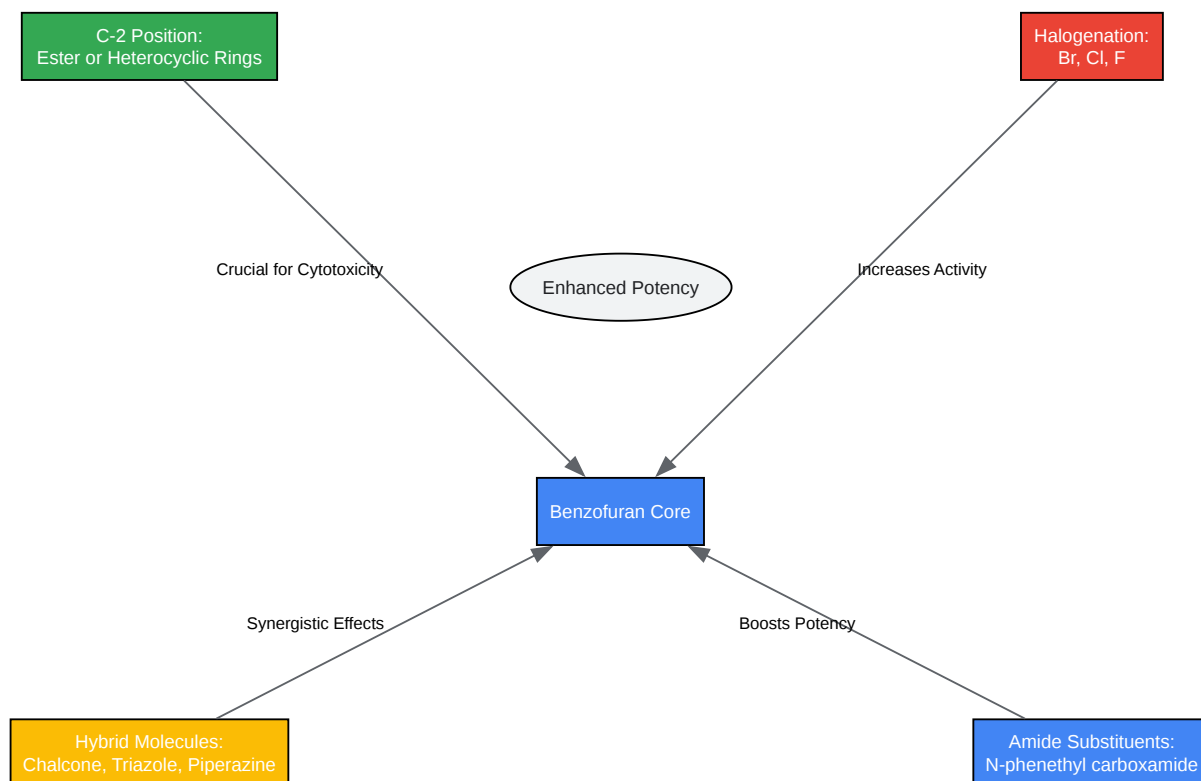 C-2 Position:
Ester or Heterocyclic Rings
Halogenation:
Br, Cl, F
Crucial for Cytotoxicity
Increases Activity
Enhanced Potency
Benzofuran Core
Synergistic Effects
Boosts Potency
Hybrid Molecules:
Chalcone, Triazole, Piperazine
Amide Substituents:
N-phenethyl carboxamide